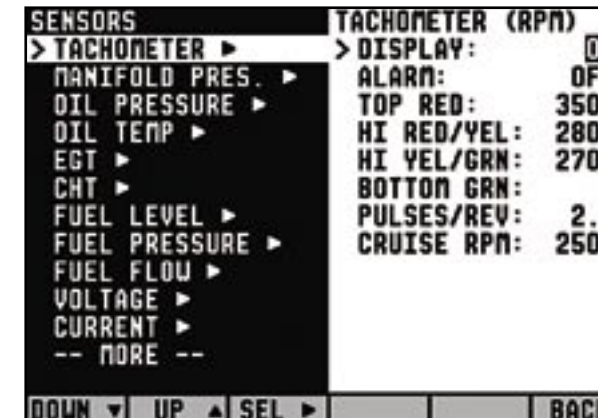 SENSORS
> TACHOMETER ►
MANIFOLD PRES. ►
OIL PRESSURE ►
OIL TEMP ►
EGT ►
CHT ►
FUEL LEVEL ►
FUEL PRESSURE ►
FUEL FLOW ►
VOLTAGE ►
CURRENT ►
-- MORE --
TACHOMETER (RPM)
> DISPLAY:
ALARM: OF
TOP RED: 350
HI RED/YEL: 280
HI YEL/GRN: 270
BOTTOM GRN:
PULSES/REV: 2.
CRUISE RPM: 250
DOWN ▼ UP ▲ SEL ► BACK